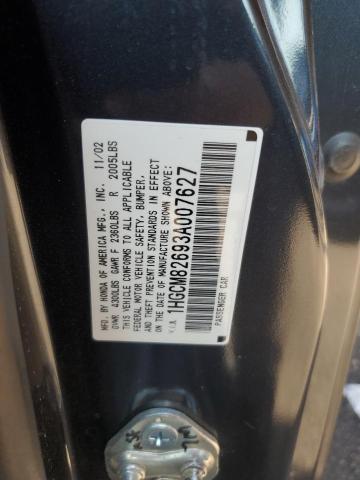 MFD. BY HONDA OF AMERICA MFG., INC. 11/02
GVWR 4300LBS GAWR F 2360LBS R 2005LBS
THIS VEHICLE CONFORMS TO ALL APPLICABLE
FEDERAL MOTOR VEHICLE SAFETY, BUMPER,
AND THEFT PREVENTION STANDARDS IN EFFECT
ON THE DATE OF MANUFACTURE SHOWN ABOVE.
V.I.N. 1HGCM82693A007627
PASSENGER CAR